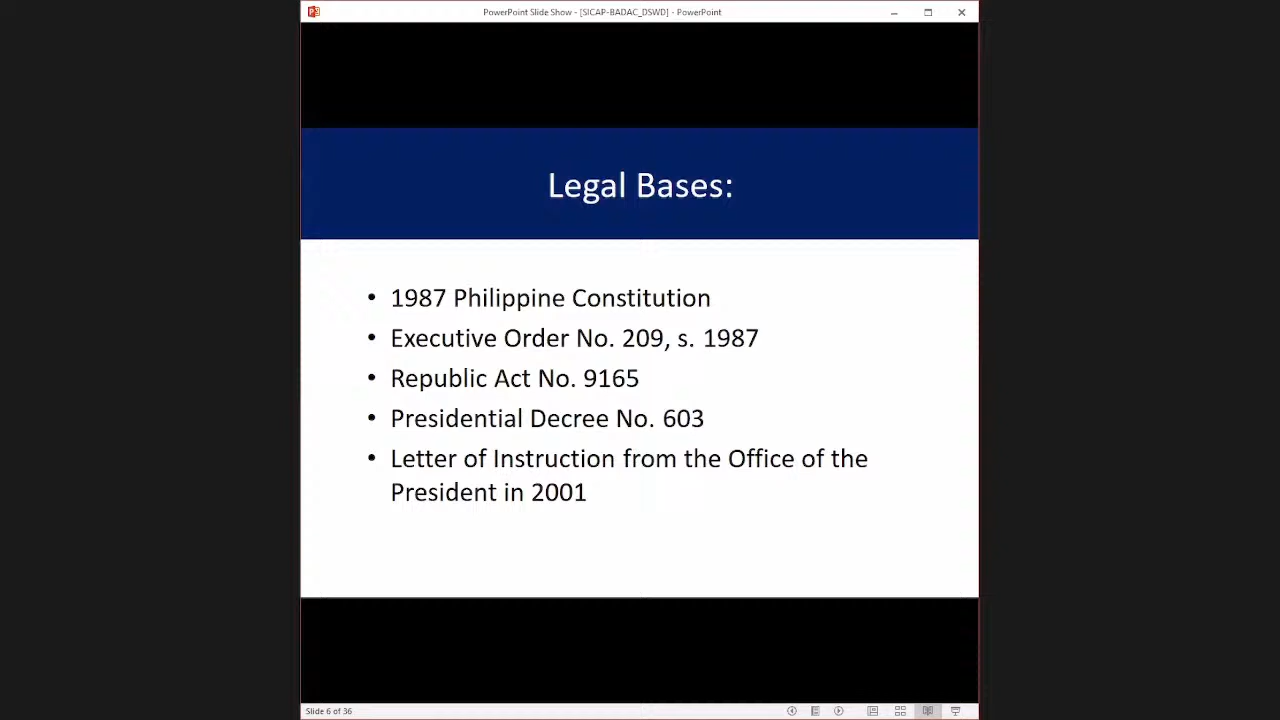 PowerPoint Slide Show - [SICAP-BADAC_DSWD] - PowerPoint
Legal Bases:
• 1987 Philippine Constitution
• Executive Order No. 209, s. 1987
• Republic Act No. 9165
• Presidential Decree No. 603
• Letter of Instruction from the Office of the
President in 2001
Slide 6 of 36